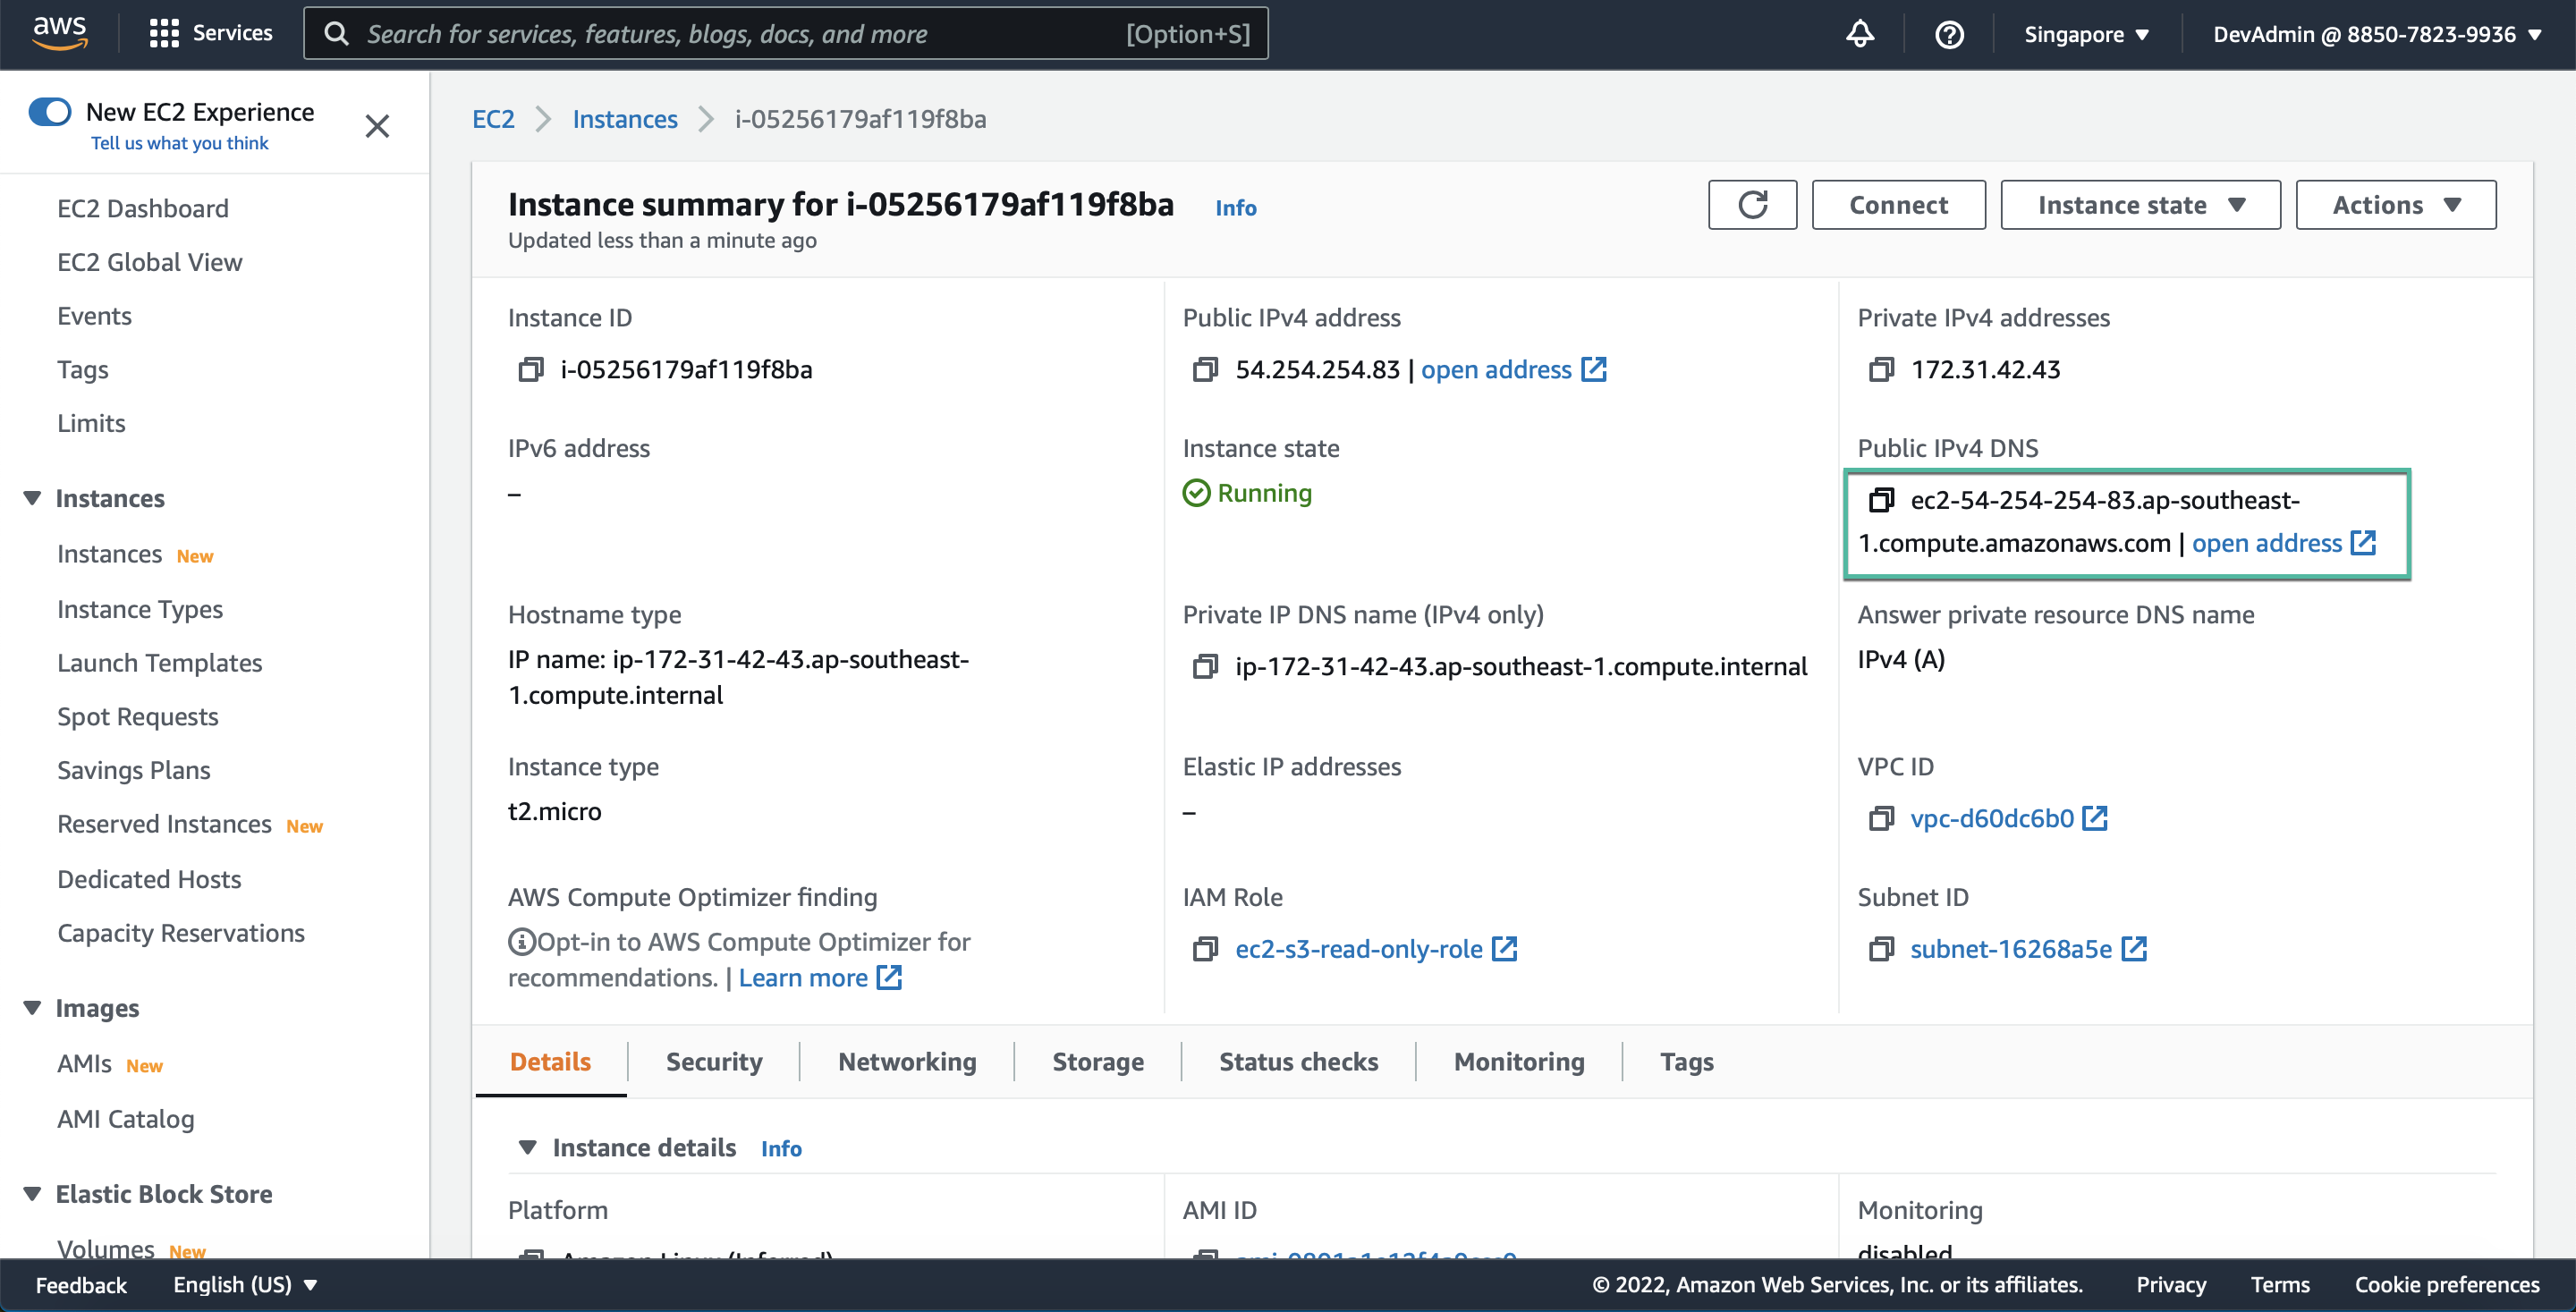 aws
Services
Search for services, features, blogs, docs, and more
[Option+S]
Singapore
DevAdmin @ 8850-7823-9936
New EC2 Experience
Tell us what you think
EC2 Dashboard
EC2 Global View
Events
Tags
Limits
Instances
Instances New
Instance Types
Launch Templates
Spot Requests
Savings Plans
Reserved Instances New
Dedicated Hosts
Capacity Reservations
Images
AMIs New
AMI Catalog
Elastic Block Store
Volumes New
EC2 > Instances > i-05256179af119f8ba
Instance summary for i-05256179af119f8ba Info
Updated less than a minute ago
Connect
Instance state
Actions
Instance ID
i-05256179af119f8ba
Public IPv4 address
54.254.254.83 | open address
Private IPv4 addresses
172.31.42.43
IPv6 address
–
Instance state
Running
Public IPv4 DNS
ec2-54-254-254-83.ap-southeast-
1.compute.amazonaws.com | open address
Hostname type
IP name: ip-172-31-42-43.ap-southeast-
1.compute.internal
Private IP DNS name (IPv4 only)
ip-172-31-42-43.ap-southeast-1.compute.internal
Answer private resource DNS name
IPv4 (A)
Instance type
t2.micro
Elastic IP addresses
–
VPC ID
vpc-d60dc6b0
AWS Compute Optimizer finding
Opt-in to AWS Compute Optimizer for
recommendations. | Learn more
IAM Role
ec2-s3-read-only-role
Subnet ID
subnet-16268a5e
Details
Security
Networking
Storage
Status checks
Monitoring
Tags
Instance details Info
Platform
Amazon Linux (Inferred)
AMI ID
Monitoring
disabled
Feedback
English (US)
© 2022, Amazon Web Services, Inc. or its affiliates.
Privacy
Terms
Cookie preferences